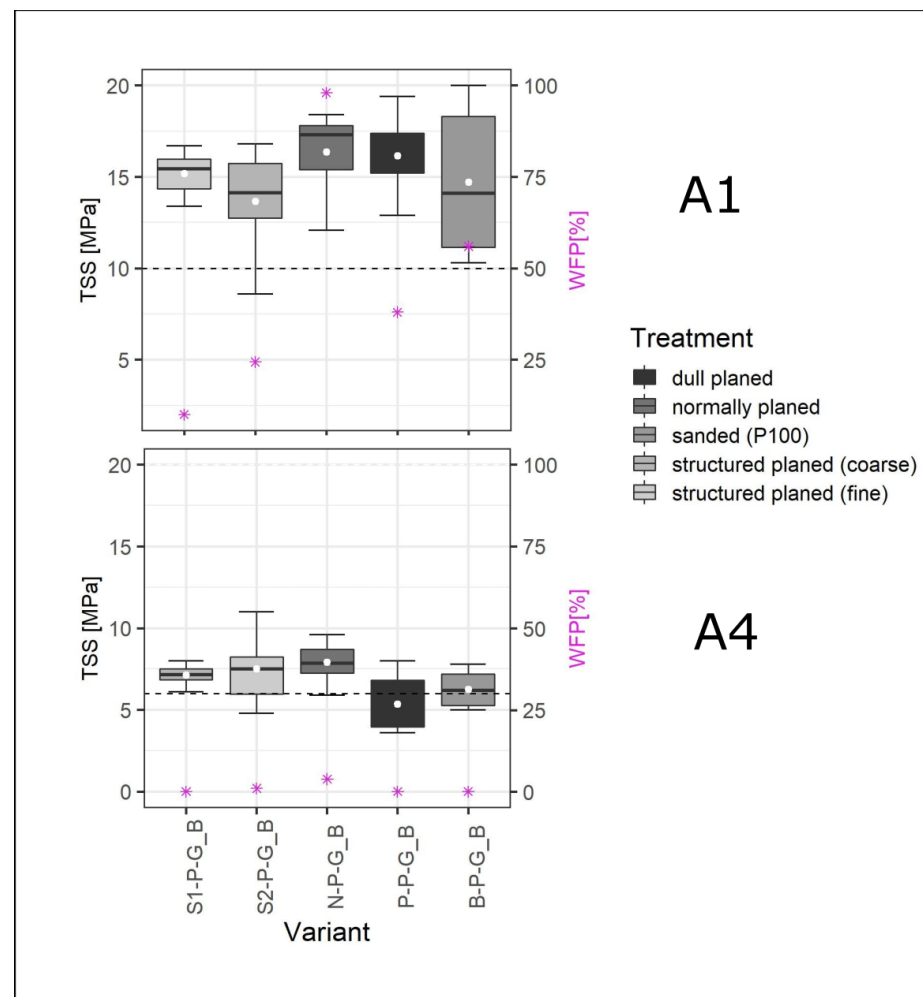 20
15
10
5
TSS [MPa]
100
75
50
25
WFP[%]
A1
20
15
10
5
0
TSS [MPa]
100
75
50
25
0
WFP[%]
A4
S1-P-G_B
S2-P-G_B
N-P-G_B
P-P-G_B
B-P-G_B
Variant
Treatment
dull planed
normally planed
sanded (P100)
structured planed (coarse)
structured planed (fine)